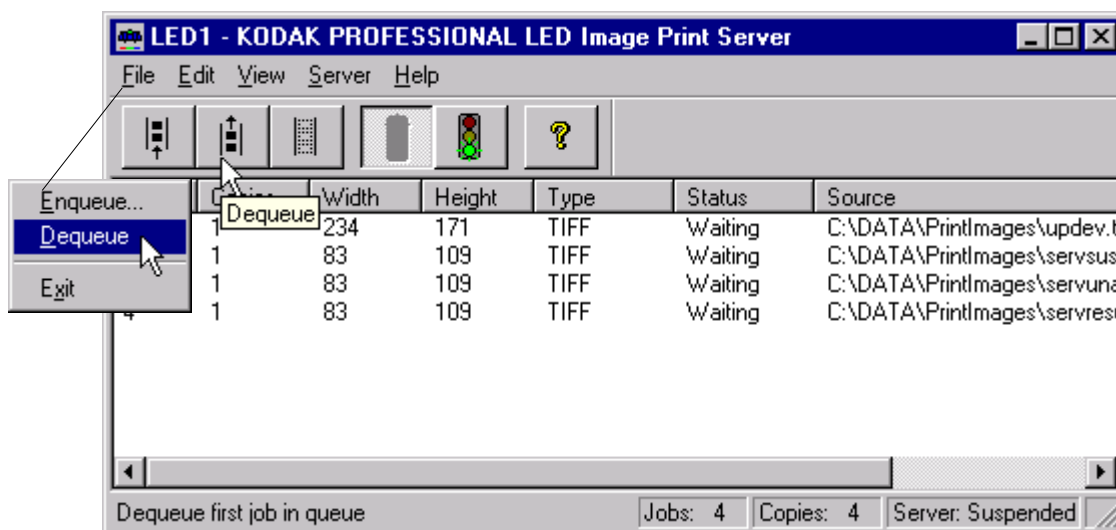 LED1 - KODAK PROFESSIONAL LED Image Print Server
File Edit View Server Help
Enqueue...
Dequeue
Exit
Dequeue
Width Height Type Status Source
1 234 171 TIFF Waiting C:\DATA\PrintImages\updev.t
1 83 109 TIFF Waiting C:\DATA\PrintImages\servsus
1 83 109 TIFF Waiting C:\DATA\PrintImages\servuna
4 1 83 109 TIFF Waiting C:\DATA\PrintImages\servres
Dequeue first job in queue Jobs: 4 Copies: 4 Server: Suspended